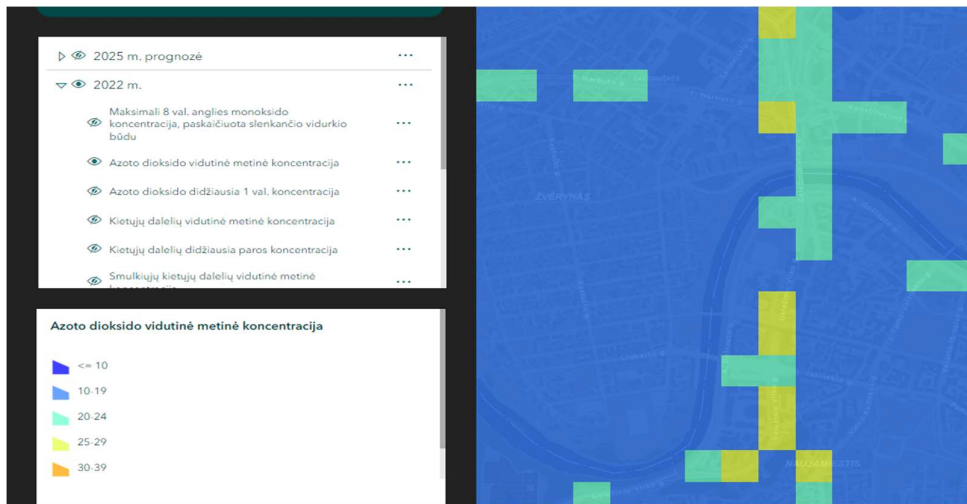 2025 m. prognozė
2022 m.
Maksimali 8 val. anglies monoksido
koncentracija, paskaičiuota slenkančio vidurkio
būdu
Azoto dioksido vidutinė metinė koncentracija
Azoto dioksido didžiausia 1 val. koncentracija
Kietųjų dalelių vidutinė metinė koncentracija
Kietųjų dalelių didžiausia paros koncentracija
Smulkiųjų kietųjų dalelių vidutinė metinė
Azoto dioksido vidutinė metinė koncentracija
<= 10
10-19
20-24
25-29
30-39
ŽVĖRYNAS
NAUJAMIESTIS